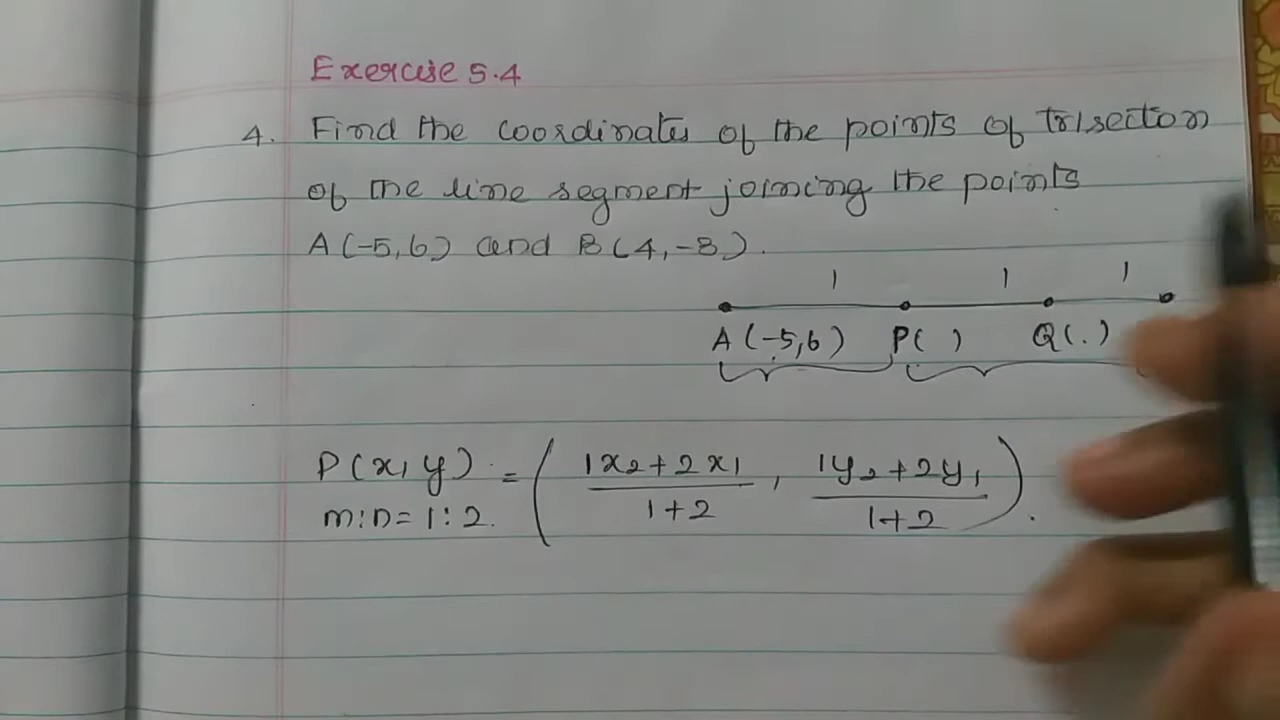 Exercise 5.4
4. Find the coordinates of the points of trisection
of the line segment joining the points
A(-5,6) and B(4,-8).
1 1 1
A(-5,6) P( ) Q(.)
P(x,y) = ( 1x2+2x1 / 1+2 , 1y2+2y1 / 1+2 ).
m:n=1:2.